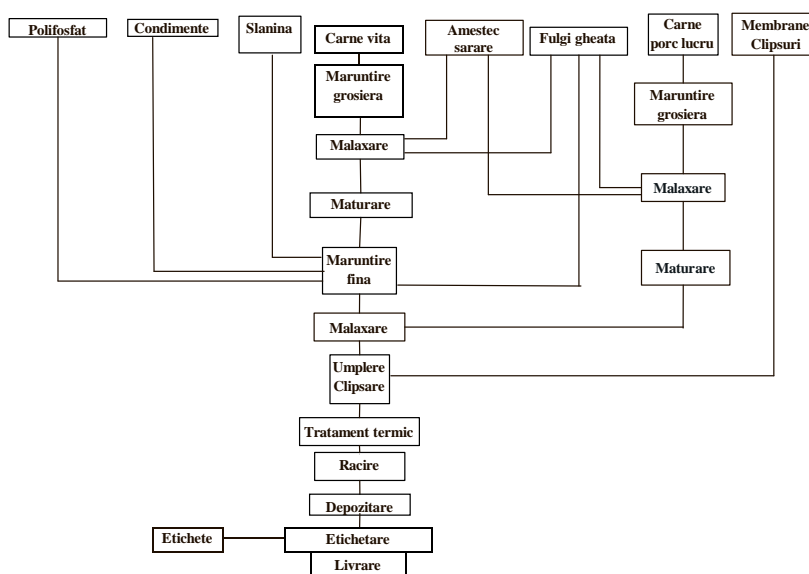 Polifosfat
Condimente
Slanina
Carne vita
Amestec
sarare
Fulgi gheata
Carne
porc lucru
Membrane
Clipsuri
Maruntire
grosiera
Maruntire
grosiera
Malaxare
Malaxare
Maturare
Maruntire
fina
Maturare
Malaxare
Umplere
Clipsare
Tratament termic
Racire
Depozitare
Etichete
Etichetare
Livrare